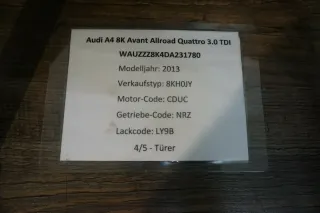 Audi A4 8K Avant Allroad Quattro 3.0 TDI
WAUZZZ8K4DA231780
Modelljahr: 2013
Verkaufstyp: 8KH0JY
Motor-Code: CDUC
Getriebe-Code: NRZ
Lackcode: LY9B
4/5 - Türer